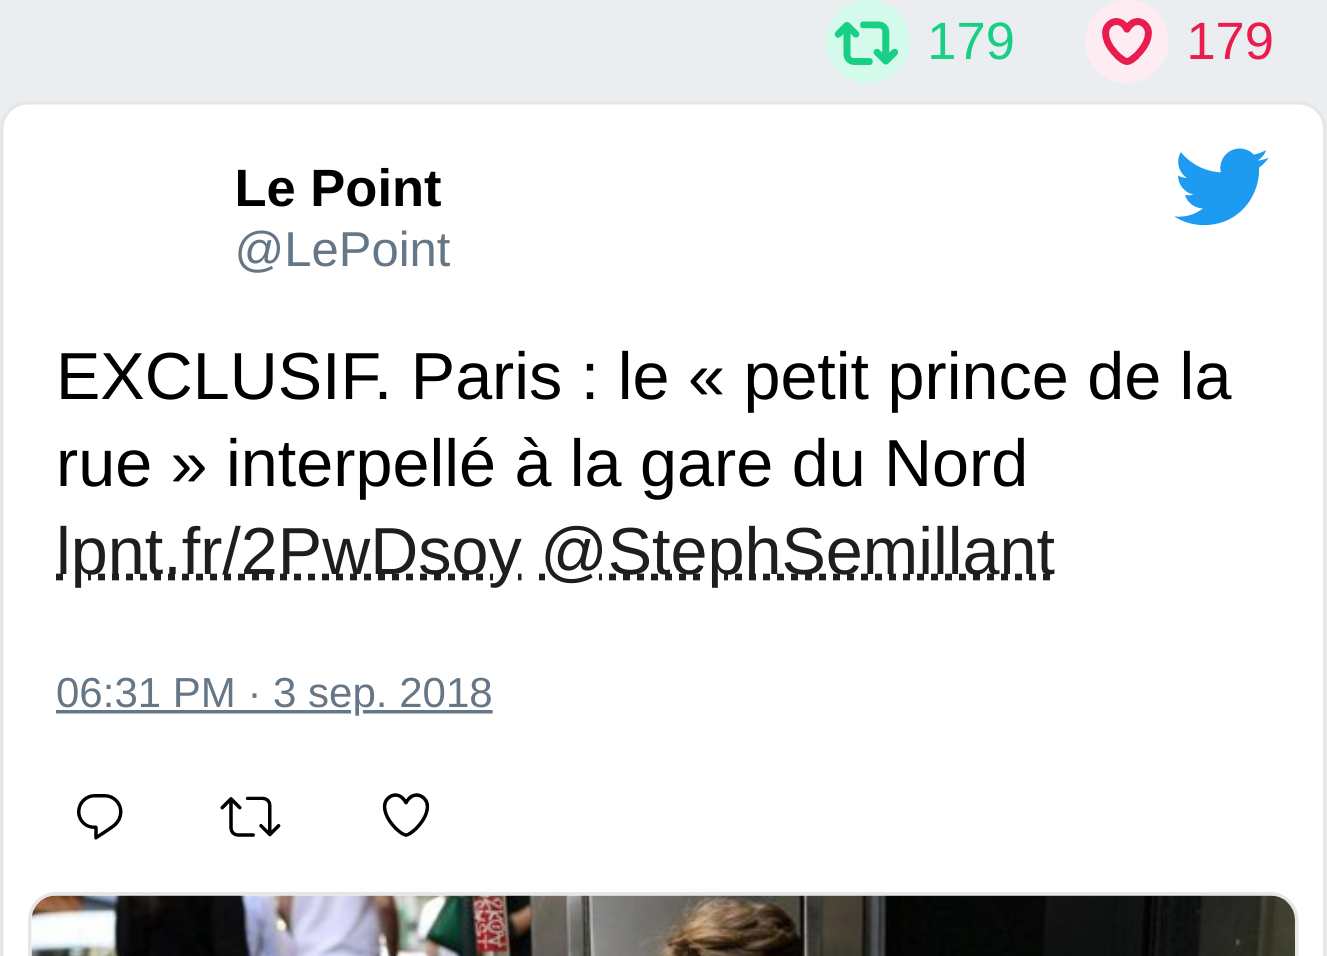 179 179
Le Point
@LePoint
EXCLUSIF. Paris : le « petit prince de la
rue » interpellé à la gare du Nord
lpnt.fr/2PwDsoy @StephSemillant
06:31 PM · 3 sep. 2018